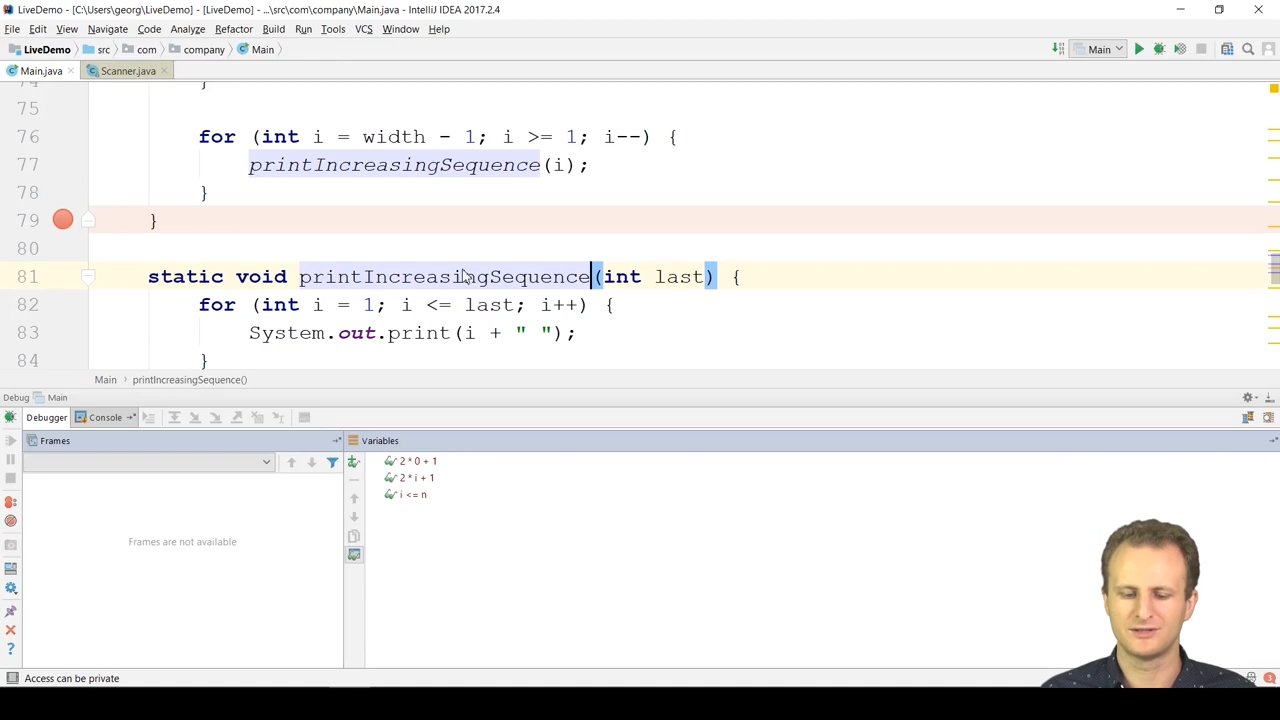 LiveDemo - [C:\Users\georg\LiveDemo] - [LiveDemo] - ...\src\com\company\Main.java - IntelliJ IDEA 2017.2.4
File Edit View Navigate Code Analyze Refactor Build Run Tools VCS Window Help
LiveDemo src com company Main Main
Main.java Scanner.java
74 }
75
76 for (int i = width - 1; i >= 1; i--) {
77 printIncreasingSequence(i);
78 }
79 }
80
81 static void printIncreasingSequence(int last) {
82 for (int i = 1; i <= last; i++) {
83 System.out.print(i + " ");
84 }
Main printIncreasingSequence()
Debug Main
Debugger Console
Frames Variables
2 * 0 + 1
2 * i + 1
i <= n
Frames are not available
Access can be private
3